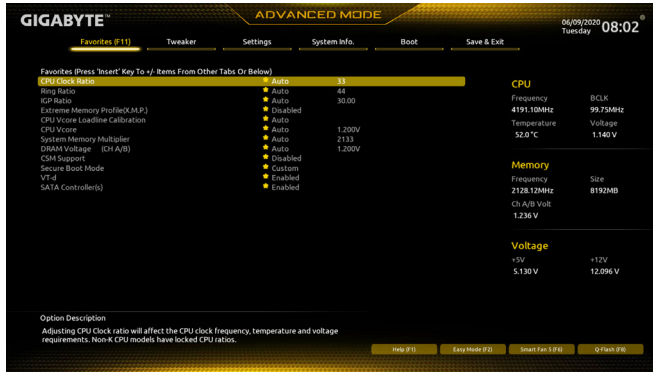 GIGABYTE™
ADVANCED MODE
06/09/2020
Tuesday
08:02
Favorites (F11) Tweaker Settings System Info. Boot Save & Exit
Favorites (Press 'Insert' Key To +/- Items From Other Tabs Or Below)
CPU Clock Ratio Auto 33
Ring Ratio Auto 44
IGP Ratio Auto 30.00
Extreme Memory Profile(X.M.P.) Disabled
CPU Vcore Loadline Calibration Auto
CPU Vcore Auto 1.200V
System Memory Multiplier Auto 2133
DRAM Voltage (CH A/B) Auto 1.200V
CSM Support Disabled
Secure Boot Mode Custom
VT-d Enabled
SATA Controller(s) Enabled
CPU
Frequency BCLK
4191.10MHz 99.75MHz
Temperature Voltage
52.0 °C 1.140 V
Memory
Frequency Size
2128.12MHz 8192MB
Ch A/B Volt
1.236 V
Voltage
+5V +12V
5.130 V 12.096 V
Option Description
Adjusting CPU Clock ratio will affect the CPU clock frequency, temperature and voltage
requirements. Non-K CPU models have locked CPU ratios.
Help (F1) Easy Mode (F2) Smart Fan 5 (F6) Q-Flash (F8)